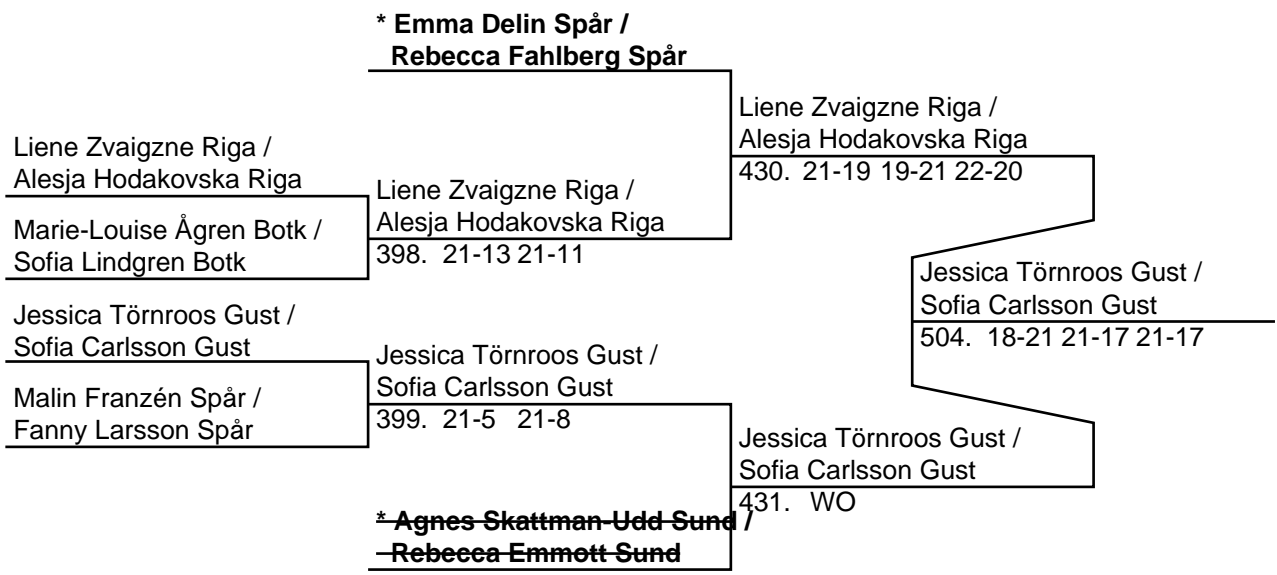 * Emma Delin Spår /
Rebecca Fahlberg Spår
Liene Zvaigzne Riga /
Alesja Hodakovska Riga
430. 21-19 19-21 22-20
Liene Zvaigzne Riga /
Alesja Hodakovska Riga
Liene Zvaigzne Riga /
Alesja Hodakovska Riga
398. 21-13 21-11
Marie-Louise Ågren Botk /
Sofia Lindgren Botk
Jessica Törnroos Gust /
Sofia Carlsson Gust
504. 18-21 21-17 21-17
Jessica Törnroos Gust /
Sofia Carlsson Gust
Jessica Törnroos Gust /
Sofia Carlsson Gust
399. 21-5 21-8
Malin Franzén Spår /
Fanny Larsson Spår
Jessica Törnroos Gust /
Sofia Carlsson Gust
431. WO
* Agnes Skattman-Udd Sund /
Rebecca Emmott Sund